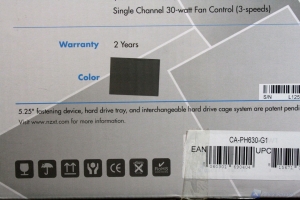 Single Channel 30-watt Fan Control (3-speeds)
Warranty 2 Years
Color
S/N L125
5.25" fastening device, hard drive tray, and interchangeable hard drive cage system are patent pend
Visit www.nzxt.com for more information.
CA-PH630-G1
EAN UPC